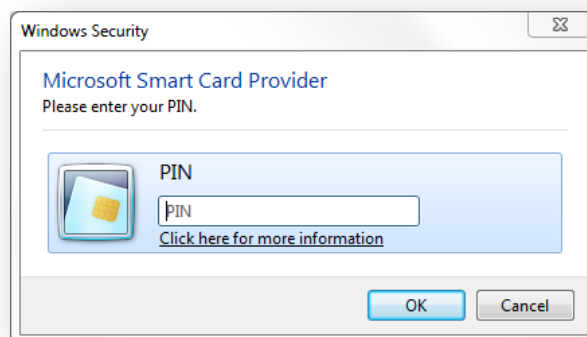 Windows Security
Microsoft Smart Card Provider
Please enter your PIN.
PIN
PIN
Click here for more information
OK
Cancel